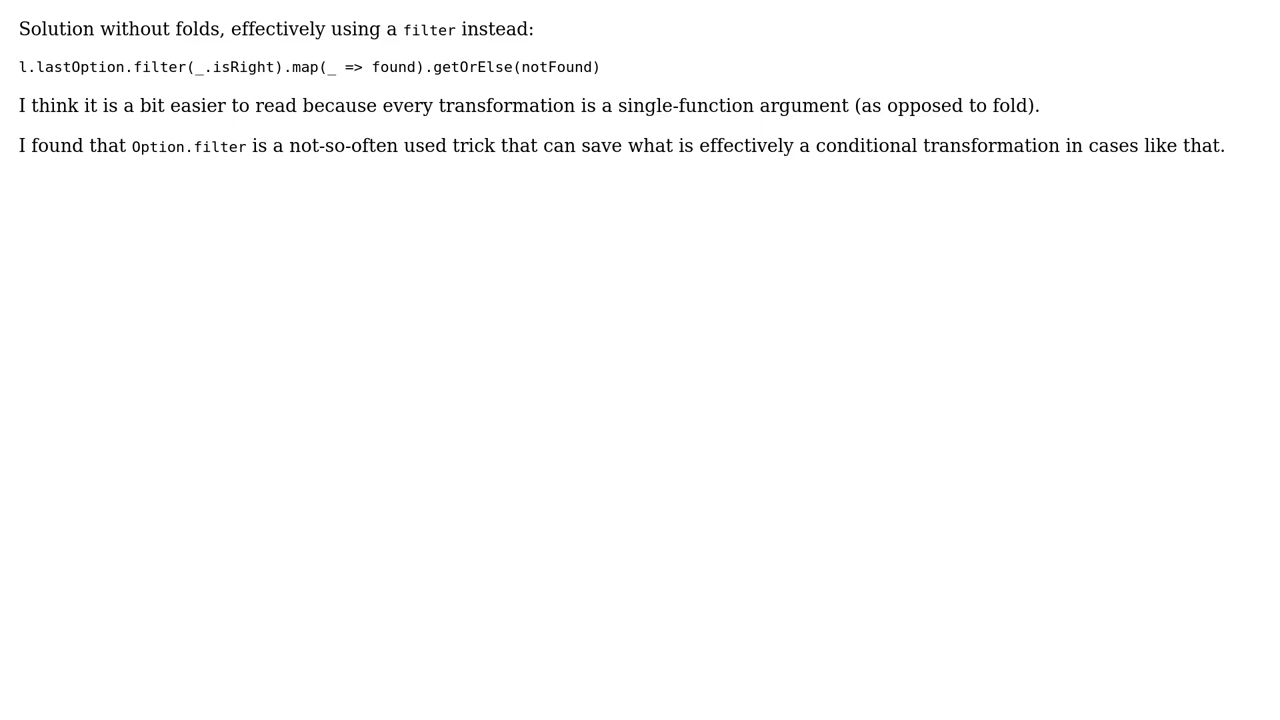 Solution without folds, effectively using a filter instead:
l.lastOption.filter(_.isRight).map(_ => found).getOrElse(notFound)
I think it is a bit easier to read because every transformation is a single-function argument (as opposed to fold).
I found that Option.filter is a not-so-often used trick that can save what is effectively a conditional transformation in cases like that.